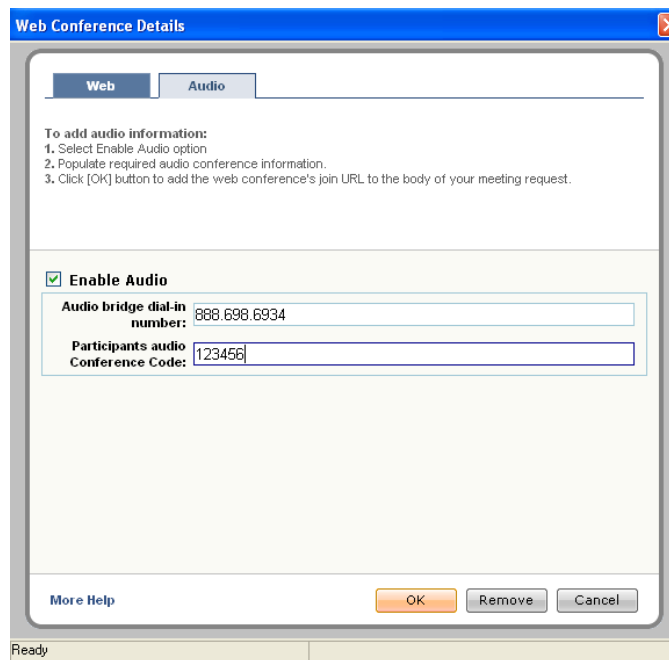 Web Conference Details
Web Audio
To add audio information:
1. Select Enable Audio option
2. Populate required audio conference information.
3. Click [OK] button to add the web conference's join URL to the body of your meeting request.
Enable Audio
Audio bridge dial-in
number: 888.698.6934
Participants audio
Conference Code: 123456
More Help OK Remove Cancel
Ready